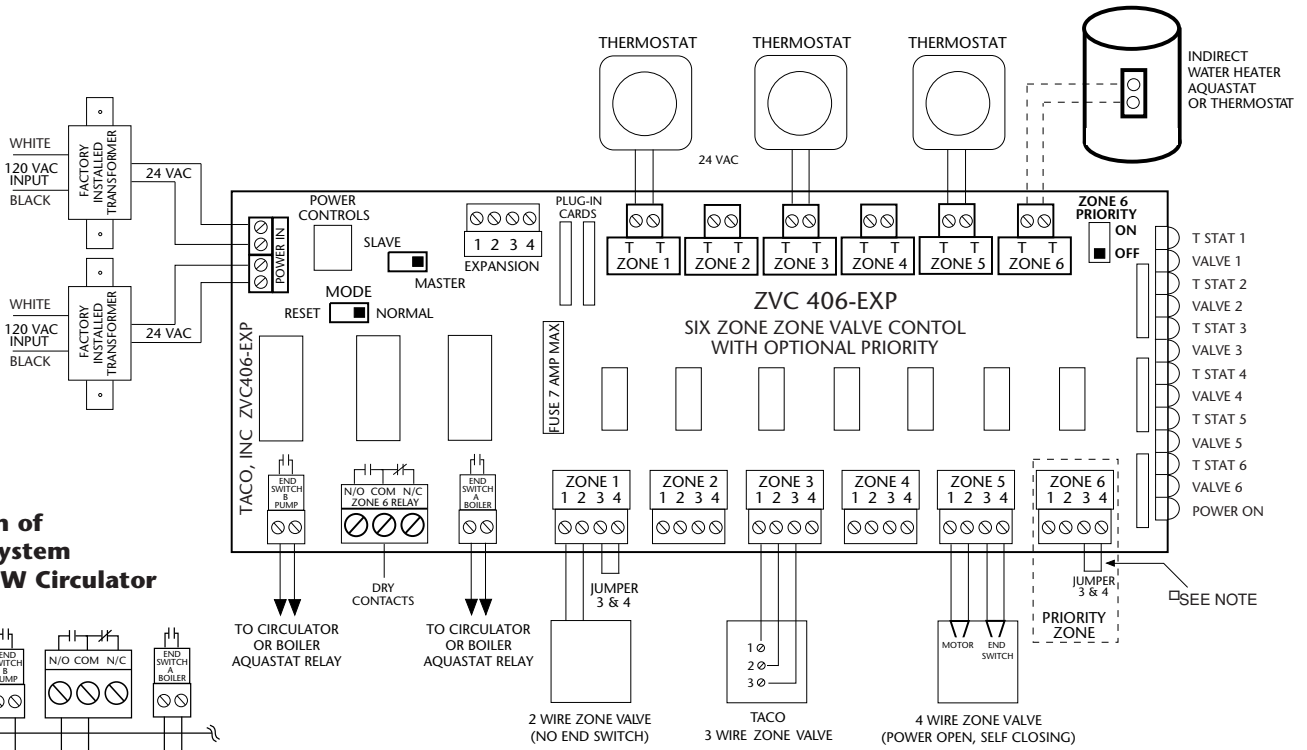 THERMOSTAT
THERMOSTAT
THERMOSTAT
INDIRECT
WATER HEATER
AQUASTAT
OR THERMOSTAT
24 VAC
WHITE
120 VAC
INPUT
BLACK
FACTORY
INSTALLED
TRANSFORMER
24 VAC
WHITE
120 VAC
INPUT
BLACK
FACTORY
INSTALLED
TRANSFORMER
24 VAC
POWER IN
POWER
CONTROLS
SLAVE
MASTER
MODE
RESET
NORMAL
1 2 3 4
EXPANSION
PLUG-IN
CARDS
T T
ZONE 1
T T
ZONE 2
T T
ZONE 3
T T
ZONE 4
T T
ZONE 5
T T
ZONE 6
ZONE 6
PRIORITY
ON
OFF
ZVC 406-EXP
SIX ZONE ZONE VALVE CONTOL
WITH OPTIONAL PRIORITY
T STAT 1
VALVE 1
T STAT 2
VALVE 2
T STAT 3
VALVE 3
T STAT 4
VALVE 4
T STAT 5
VALVE 5
T STAT 6
VALVE 6
POWER ON
TACO, INC ZVC406-EXP
FUSE 7 AMP MAX
END
SWITCH
B
PUMP
N/O COM N/C
ZONE 6 RELAY
END
SWITCH
A
BOILER
ZONE 1
1 2 3 4
ZONE 2
1 2 3 4
ZONE 3
1 2 3 4
ZONE 4
1 2 3 4
ZONE 5
1 2 3 4
ZONE 6
1 2 3 4
TO CIRCULATOR
OR BOILER
AQUASTAT RELAY
DRY
CONTACTS
TO CIRCULATOR
OR BOILER
AQUASTAT RELAY
JUMPER
3 & 4
2 WIRE ZONE VALVE
(NO END SWITCH)
1
2
3
TACO
3 WIRE ZONE VALVE
MOTOR
END
SWITCH
4 WIRE ZONE VALVE
(POWER OPEN, SELF CLOSING)
JUMPER
3 & 4
PRIORITY
ZONE
SEE NOTE
of
W Circulator
N/O COM N/C
END
SWITCH
A
BOILER